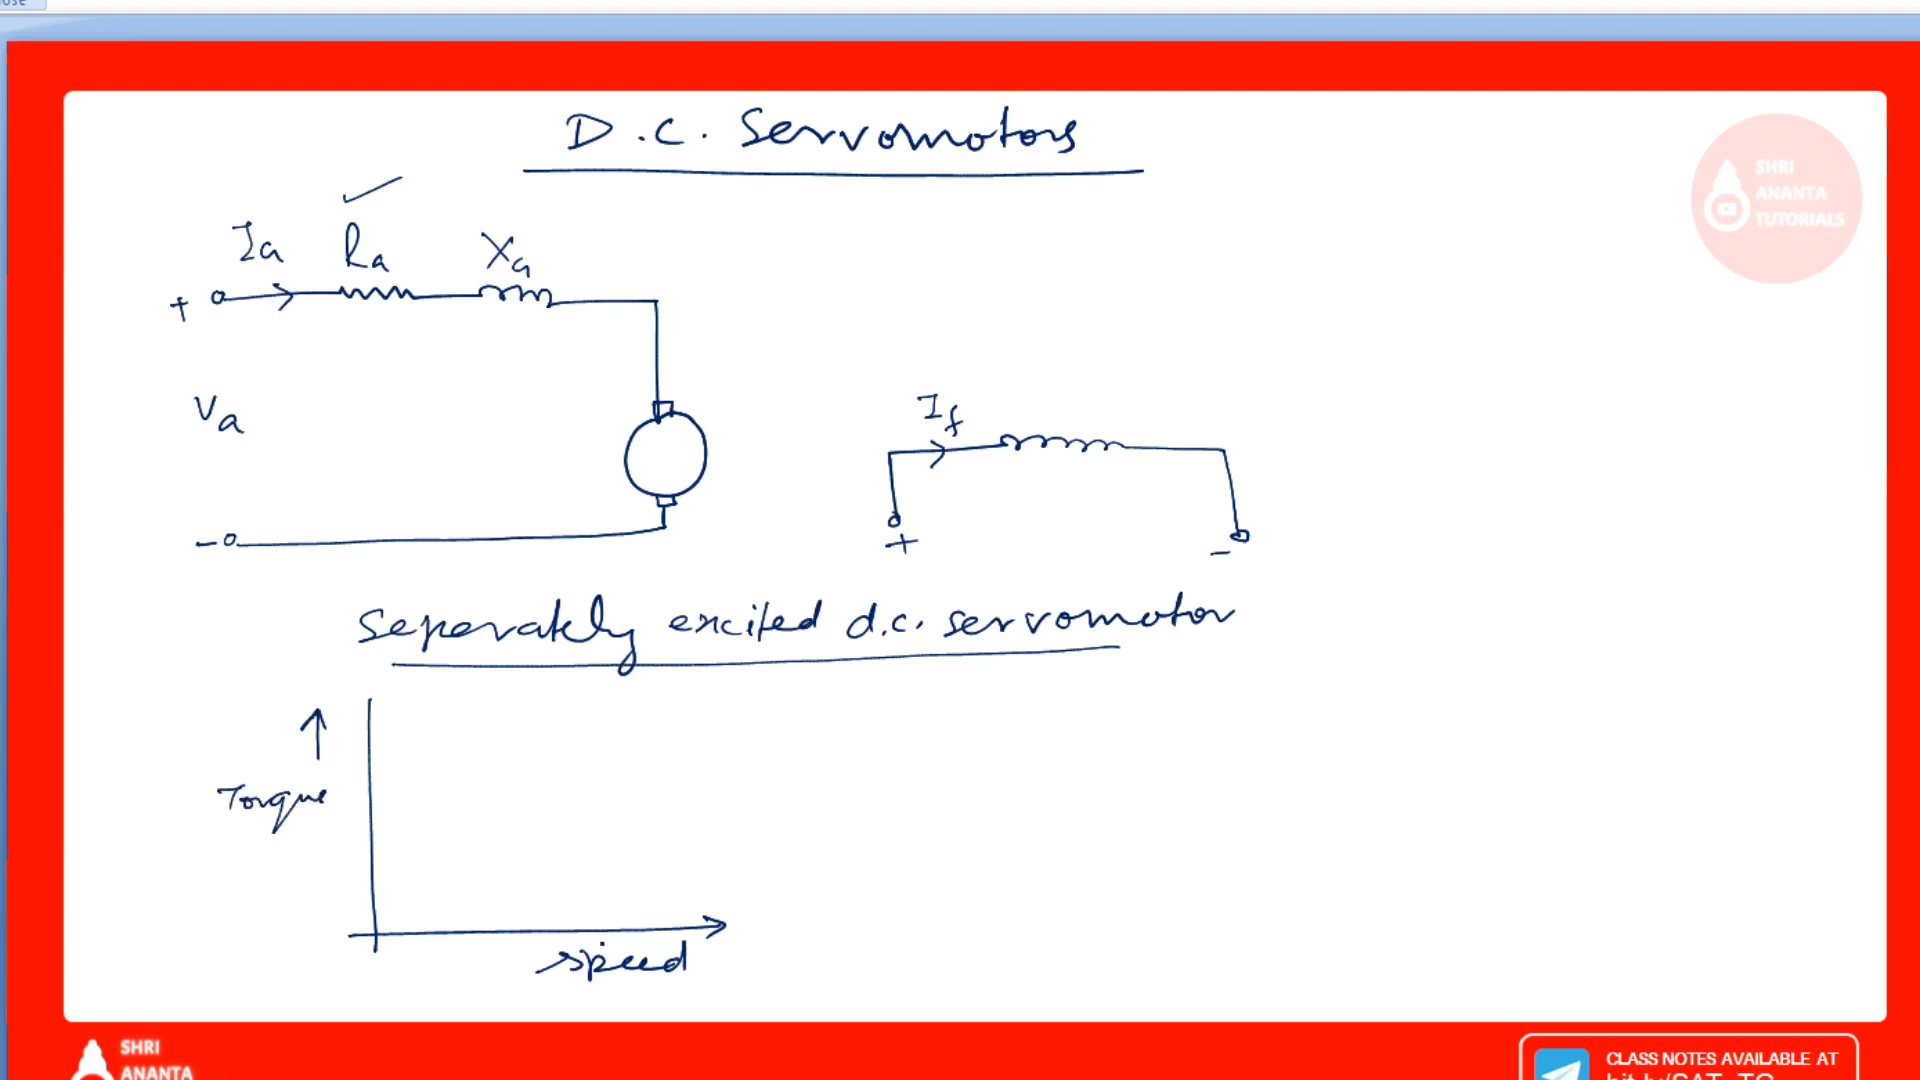 D.C. Servomotors
SHRI
ANANTA
TUTORIALS
Ia Ra Xa
+
Va
If
-
+
-
Seperately excited d.c. servomotor
Torque
speed
SHRI
ANANTA
CLASS NOTES AVAILABLE AT